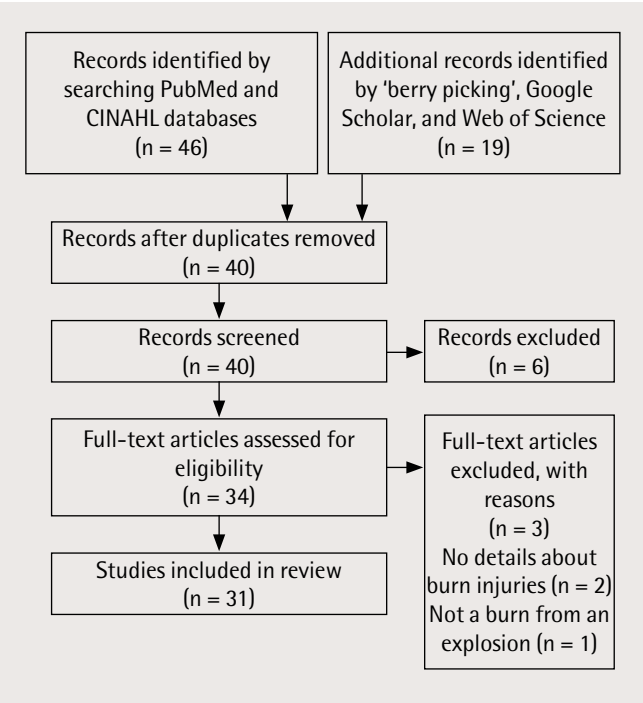 Records identified by
searching PubMed and
CINAHL databases
(n = 46)
Additional records identified
by ‘berry picking’, Google
Scholar, and Web of Science
(n = 19)
Records after duplicates removed
(n = 40)
Records screened
(n = 40)
Records excluded
(n = 6)
Full-text articles assessed for
eligibility
(n = 34)
Full-text articles
excluded, with
reasons
(n = 3)
No details about
burn injuries (n = 2)
Not a burn from an
explosion (n = 1)
Studies included in review
(n = 31)